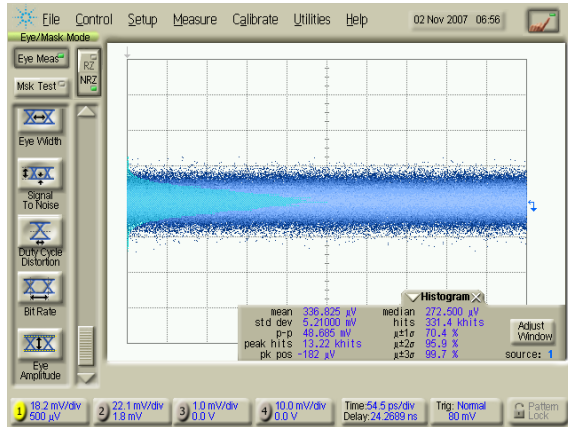 File Control Setup Measure Calibrate Utilities Help 02 Nov 2007 06:56
Eye/Mask Mode
Eye Meas
RZ
NRZ
Msk Test
Eye Width
Signal
To Noise
Duty Cycle
Distortion
Bit Rate
Eye
Amplitude
Histogram
mean 336.825 µV median 272.500 µV
std dev 5.21000 mV hits 331.4 khits
p-p 48.685 mV µ±1σ 70.4 %
peak hits 13.22 khits µ±2σ 95.9 %
pk pos -182 µV µ±3σ 99.7 %
Adjust
Window
source: 1
1 18.2 mV/div 2 22.1 mV/div 3 1.0 mV/div 4 10.0 mV/div Time:54.5 ps/div Trig: Normal Pattern
500 µV 1.8 mV 0.0 V 0.0 V Delay:24.2689 ns 80 mV Lock